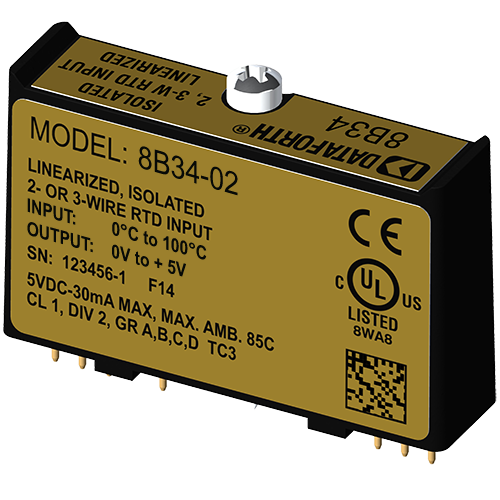 ISOLATED
2, 3-W RTD INPUT
LINEARIZED
DATAFORTH®
8B34
MODEL: 8B34-02
LINEARIZED, ISOLATED
2- OR 3-WIRE RTD INPUT
INPUT: 0°C to 100°C
OUTPUT: 0V to + 5V
SN: 123456-1 F14
5VDC-30mA MAX, MAX. AMB. 85C
CL 1, DIV 2, GR A,B,C,D TC3
CE
C UL US
LISTED
8WA8